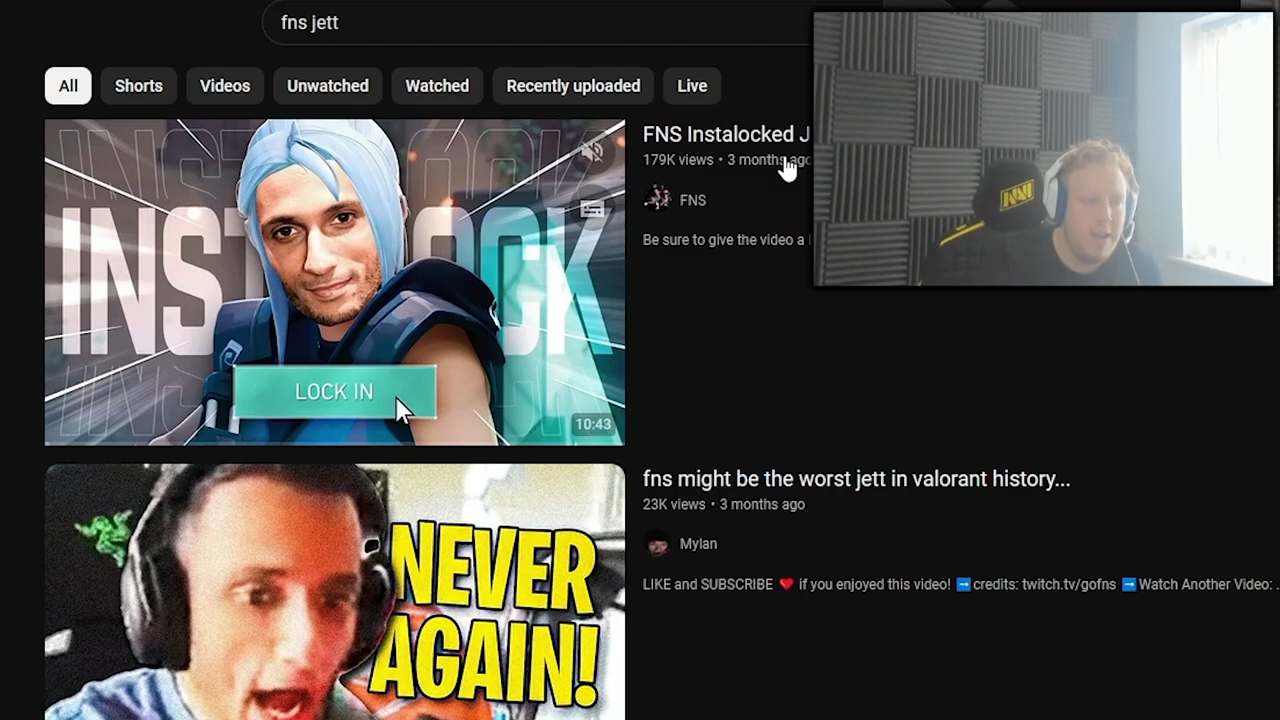 fns jett
All
Shorts
Videos
Unwatched
Watched
Recently uploaded
Live
INSTALOCK
LOCK IN
10:43
FNS Instalocked J
179K views • 3 months ago
FNS
Be sure to give the video a
NEVER
AGAIN!
fns might be the worst jett in valorant history...
23K views • 3 months ago
Mylan
LIKE and SUBSCRIBE ❤️ if you enjoyed this video! ➡️credits: twitch.tv/gofns ➡️Watch Another Video: